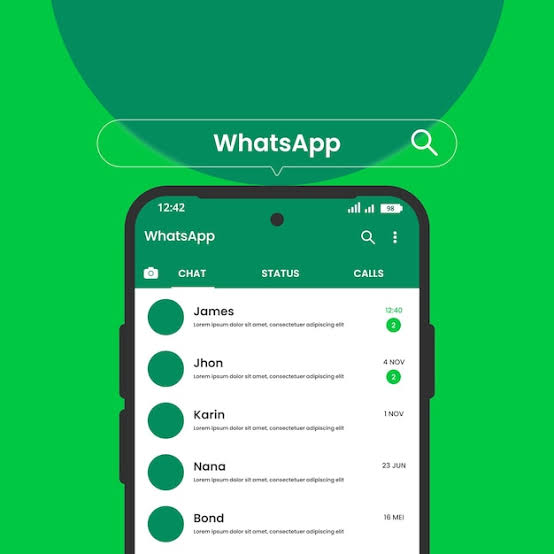 WhatsApp
12:42 98
WhatsApp
CHAT STATUS CALLS
James 12:40
Lorem ipsum dolor sit amet, consectetuer adipiscing elit 2
Jhon 4 NOV
Lorem ipsum dolor sit amet, consectetuer adipiscing elit 2
Karin 1 NOV
Lorem ipsum dolor sit amet, consectetuer adipiscing elit
Nana 23 JUN
Lorem ipsum dolor sit amet, consectetuer adipiscing elit
Bond 16 MEI
Lorem ipsum dolor sit amet, consectetuer adipiscing elit